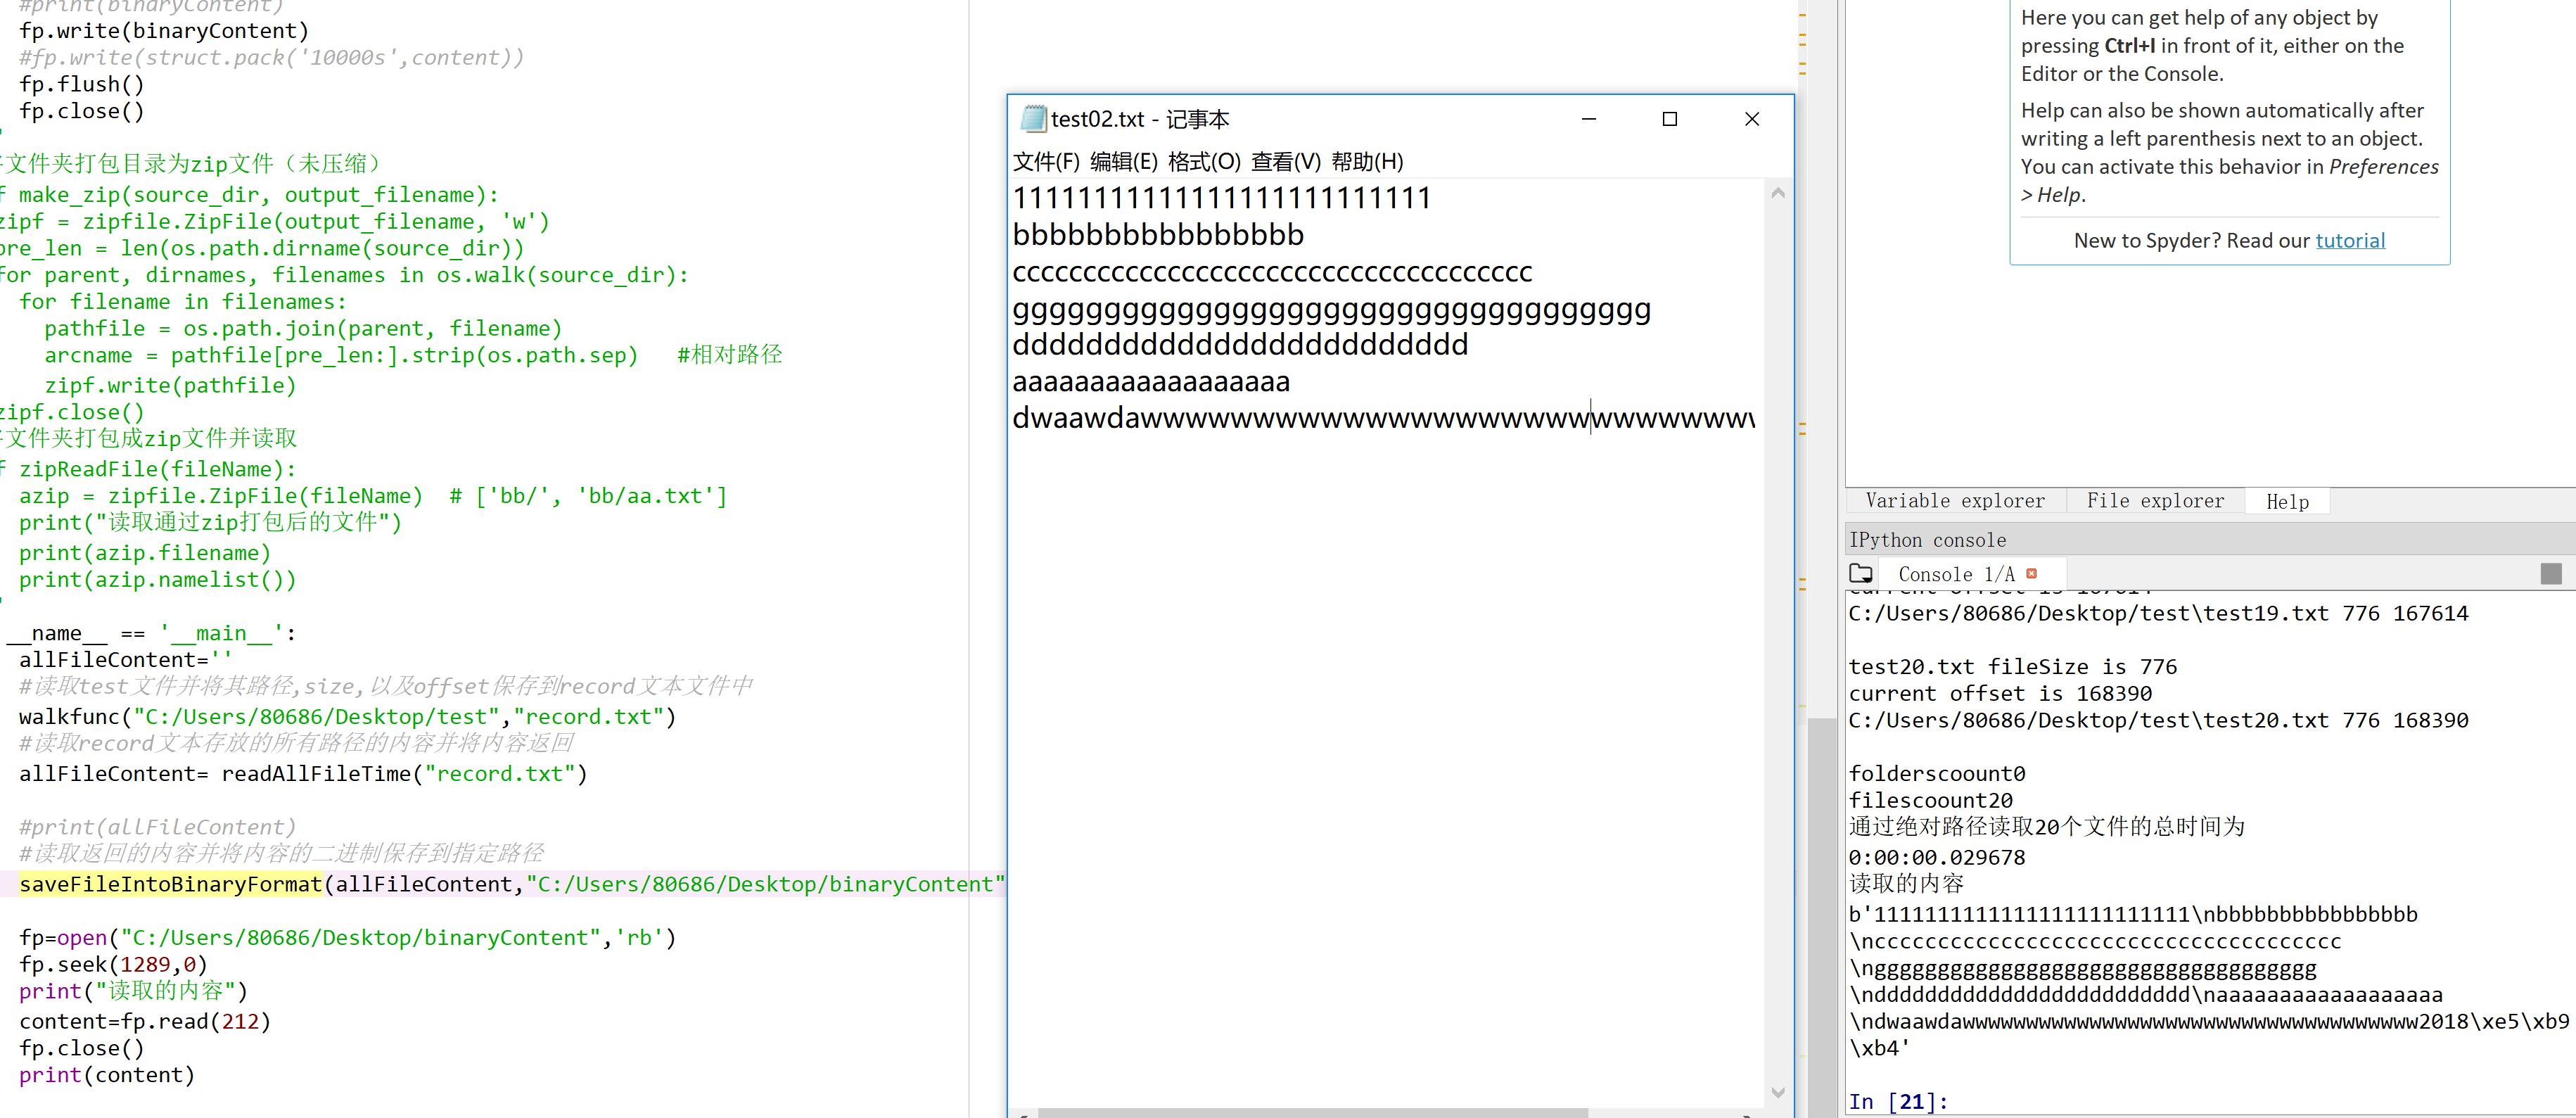 #print(binaryContent)
fp.write(binaryContent)
#fp.write(struct.pack('10000s',content))
fp.flush()
fp.close()
文件夹打包目录为zip文件（未压缩）
make_zip(source_dir, output_filename):
zipf = zipfile.ZipFile(output_filename, 'w')
pre_len = len(os.path.dirname(source_dir))
for parent, dirnames, filenames in os.walk(source_dir):
for filename in filenames:
pathfile = os.path.join(parent, filename)
arcname = pathfile[pre_len:].strip(os.path.sep)   #相对路径
zipf.write(pathfile)
zipf.close()
文件夹打包成zip文件并读取
zipReadFile(fileName):
azip = zipfile.ZipFile(fileName)  # ['bb/', 'bb/aa.txt']
print("读取通过zip打包后的文件")
print(azip.filename)
print(azip.namelist())
'
__name__ == '__main__':
allFileContent=''
#读取test文件并将其路径,size,以及offset保存到record文本文件中
walkfunc("C:/Users/80686/Desktop/test","record.txt")
#读取record文本存放的所有路径的内容并将内容返回
allFileContent= readAllFileTime("record.txt")
#print(allFileContent)
#读取返回的内容并将内容的二进制保存到指定路径
saveFileIntoBinaryFormat(allFileContent,"C:/Users/80686/Desktop/binaryContent"
fp=open("C:/Users/80686/Desktop/binaryContent",'rb')
fp.seek(1289,0)
print("读取的内容")
content=fp.read(212)
fp.close()
print(content)
test02.txt - 记事本
文件(F) 编辑(E) 格式(O) 查看(V) 帮助(H)
11111111111111111111111111
bbbbbbbbbbbbbbbb
ccccccccccccccccccccccccccccccccccccc
ggggggggggggggggggggggggggggggggggg
ddddddddddddddddddddddddd
aaaaaaaaaaaaaaaaaa
dwaawdawwwwwwwwwwwwwwwwwwwwwwwwwwww
Here you can get help of any object by
pressing Ctrl+I in front of it, either on the
Editor or the Console.
Help can also be shown automatically after
writing a left parenthesis next to an object.
You can activate this behavior in Preferences
> Help.
New to Spyder? Read our tutorial
Variable explorer
File explorer
Help
IPython console
Console 1/A
current offset is 167614
C:/Users/80686/Desktop/test\test19.txt 776 167614
test20.txt fileSize is 776
current offset is 168390
C:/Users/80686/Desktop/test\test20.txt 776 168390
folderscoount0
filescoount20
通过绝对路径读取20个文件的总时间为
0:00:00.029678
读取的内容
b'1111111111111111111111111\nbbbbbbbbbbbbbbbb
\nccccccccccccccccccccccccccccccccccccc
\nggggggggggggggggggggggggggggggggggg
\nddddddddddddddddddddddddd\naaaaaaaaaaaaaaaaaa
\ndwaawdawwwwwwwwwwwwwwwwwwwwwwwwwwwwwwwwwwww2018\xe5\xb9
\xb4'
In [21]: